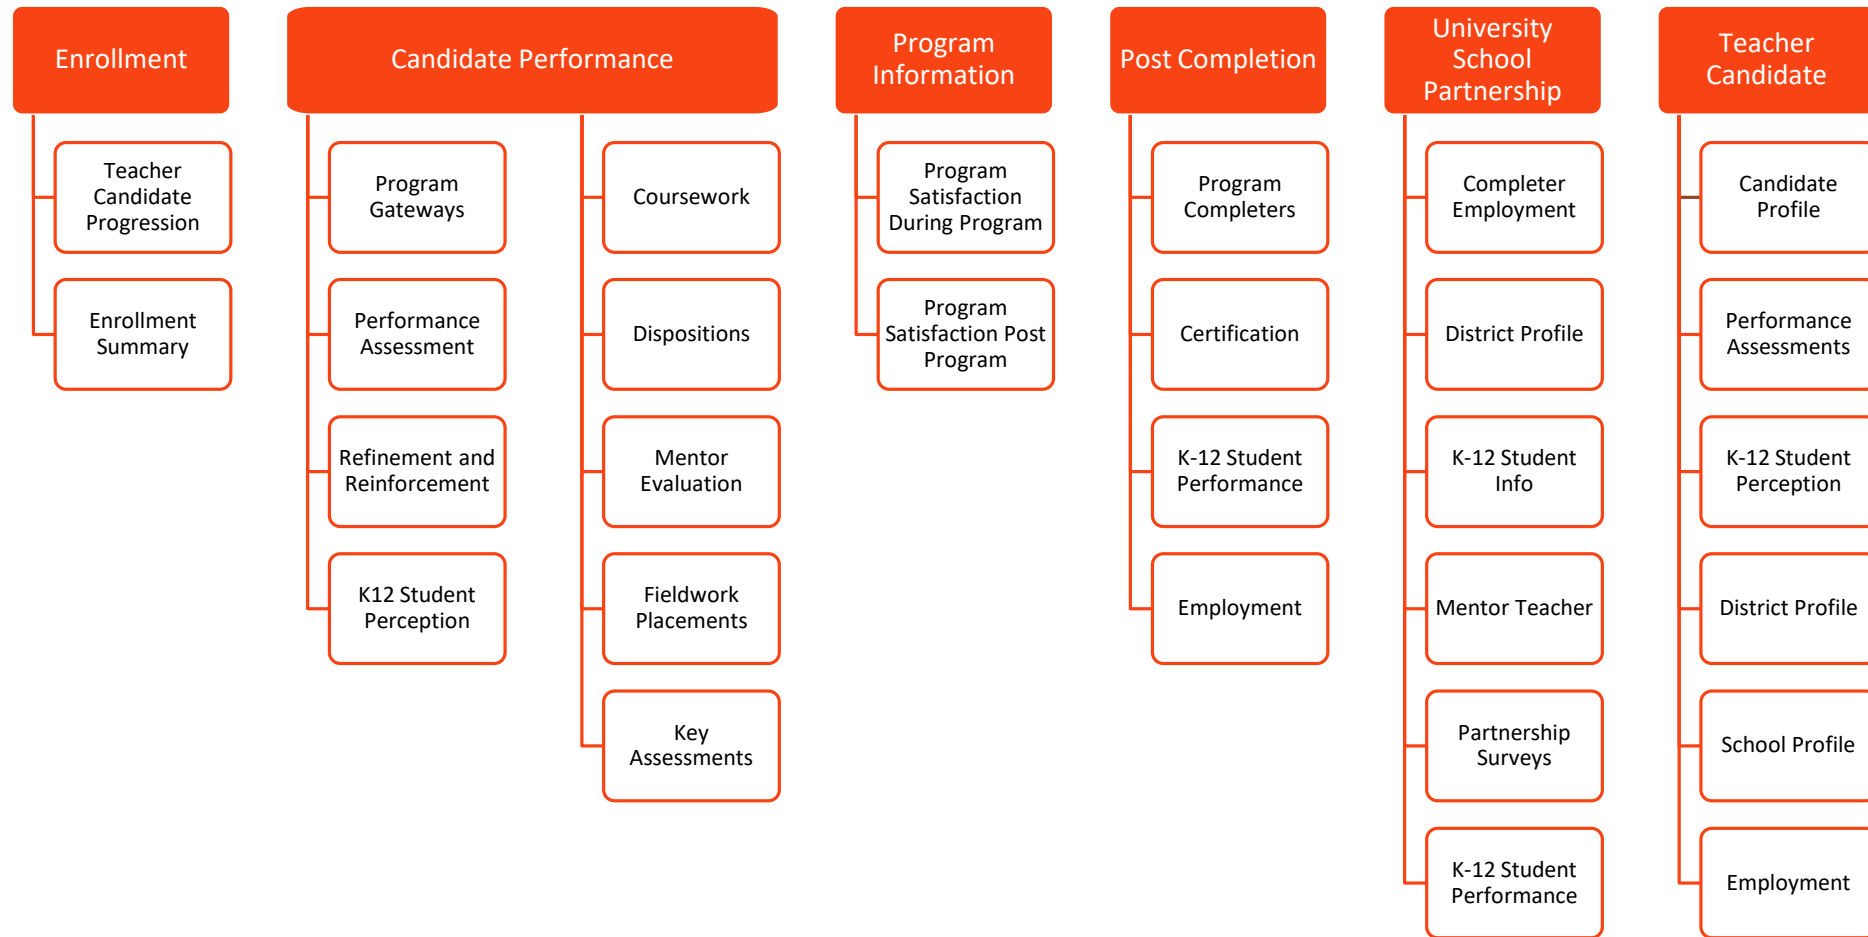 Enrollment
Teacher
Candidate
Progression
Enrollment
Summary
Candidate Performance
Program
Gateways
Performance
Assessment
Refinement and
Reinforcement
K12 Student
Perception
Coursework
Dispositions
Mentor
Evaluation
Fieldwork
Placements
Key
Assessments
Program
Information
Program
Satisfaction
During Program
Program
Satisfaction Post
Program
Post Completion
Program
Completers
Certification
K-12 Student
Performance
Employment
University
School
Partnership
Completer
Employment
District Profile
K-12 Student
Info
Mentor Teacher
Partnership
Surveys
K-12 Student
Performance
Teacher
Candidate
Candidate
Profile
Performance
Assessments
K-12 Student
Perception
District Profile
School Profile
Employment